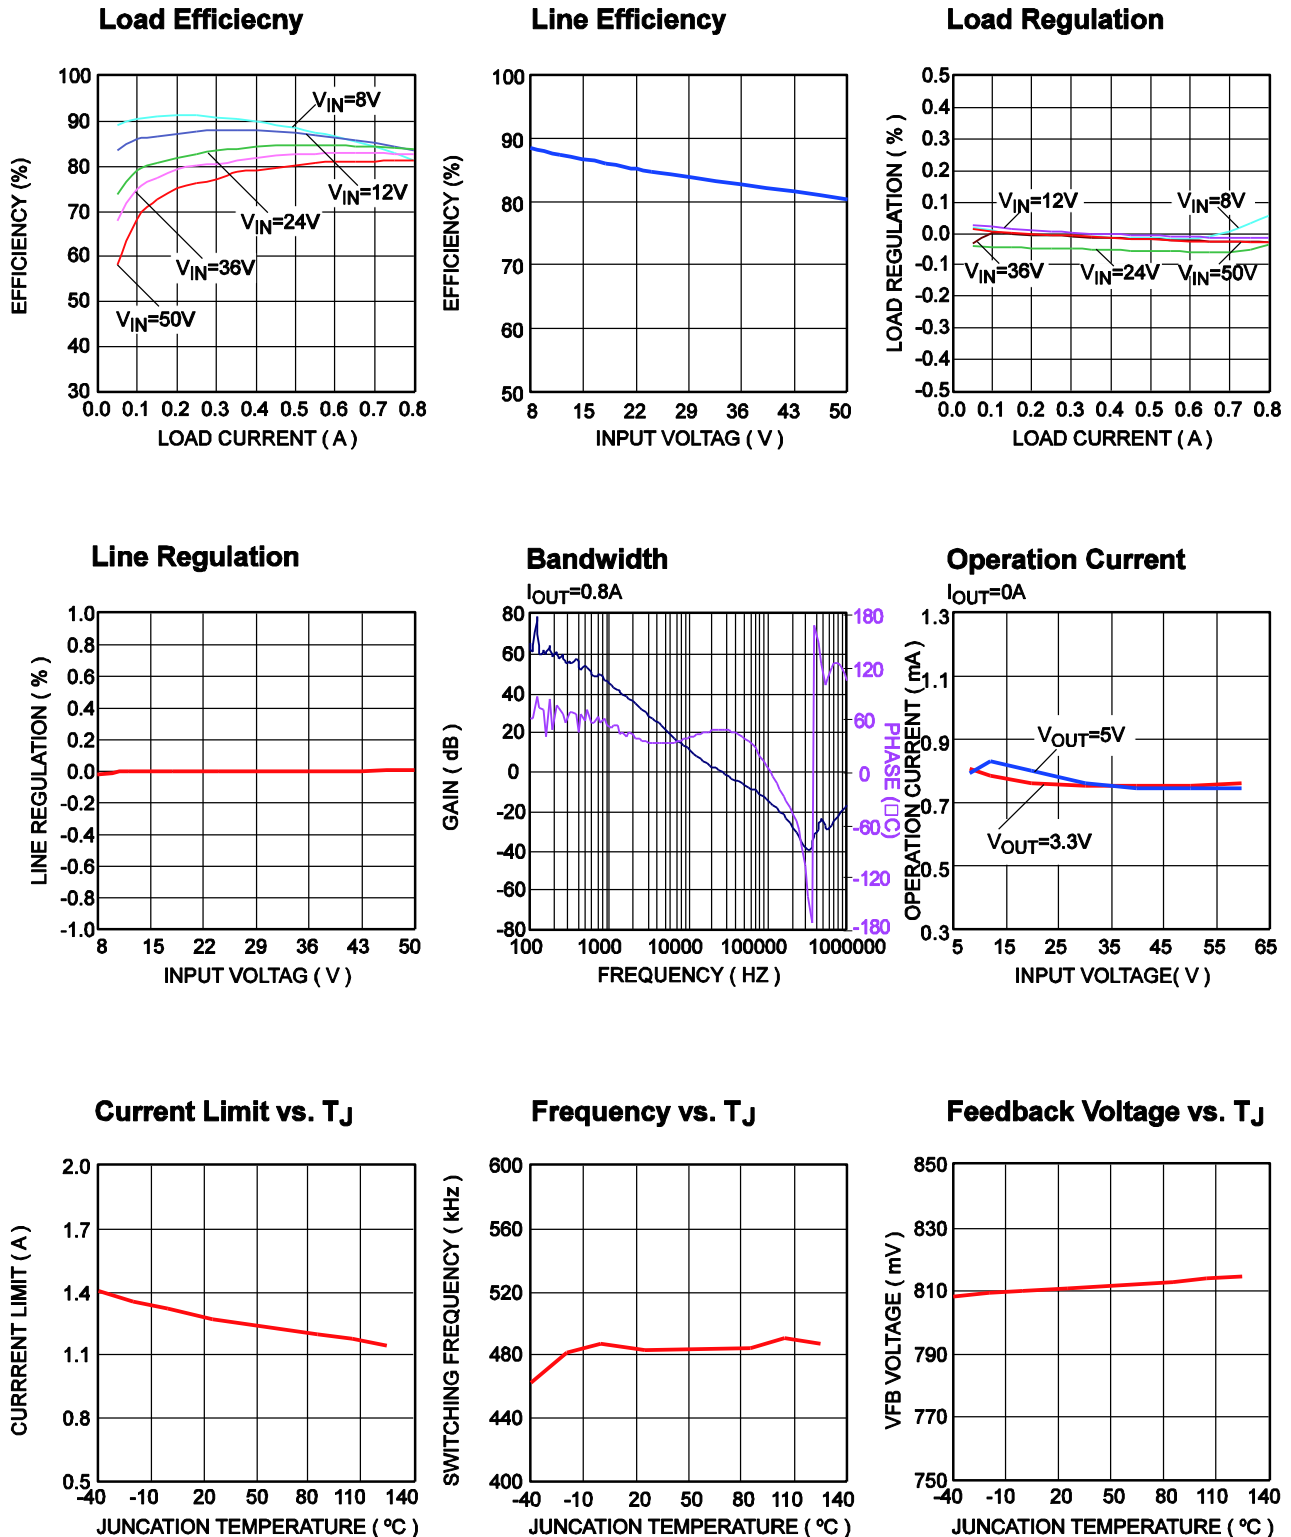 Load Efficiecny
100
90
80
70
60
50
40
30
0.0 0.1 0.2 0.3 0.4 0.5 0.6 0.7 0.8
EFFICIENCY (%)
LOAD CURRENT ( A )
VIN=8V
VIN=12V
VIN=24V
VIN=36V
VIN=50V
Line Efficiency
100
90
80
70
60
50
8 15 22 29 36 43 50
EFFICIENCY (%)
INPUT VOLTAG ( V )
Load Regulation
0.5
0.4
0.3
0.2
0.1
0.0
-0.1
-0.2
-0.3
-0.4
-0.5
0.0 0.1 0.2 0.3 0.4 0.5 0.6 0.7 0.8
LOAD REGULATION ( % )
LOAD CURRENT ( A )
VIN=12V
VIN=8V
VIN=36V
VIN=24V
VIN=50V
Line Regulation
1.0
0.8
0.6
0.4
0.2
0.0
-0.2
-0.4
-0.6
-0.8
-1.0
8 15 22 29 36 43 50
LINE REGULATION ( % )
INPUT VOLTAG ( V )
Bandwidth
IOUT=0.8A
80
60
40
20
0
-20
-40
-60
-80
180
120
60
0
-60
-120
-180
100 1000 10000 100000 1000000
GAIN ( dB )
PHASE (□C)
FREQUENCY ( HZ )
Operation Current
IOUT=0A
1.3
1.1
0.9
0.7
0.5
0.3
5 15 25 35 45 55 65
OPERATION CURRENT ( mA )
INPUT VOLTAGE( V )
VOUT=5V
VOUT=3.3V
Current Limit vs. TJ
2.0
1.7
1.4
1.1
0.8
0.5
-40 -10 20 50 80 110 140
CURRRENT LIMIT ( A )
JUNCATION TEMPERATURE ( ºC )
Frequency vs. TJ
600
560
520
480
440
400
-40 -10 20 50 80 110 140
SWITCHING FREQUENCY ( kHz )
JUNCATION TEMPERATURE ( ºC )
Feedback Voltage vs. TJ
850
830
810
790
770
750
-40 -10 20 50 80 110 140
VFB VOLTAGE ( mV )
JUNCATION TEMPERATURE ( ºC )